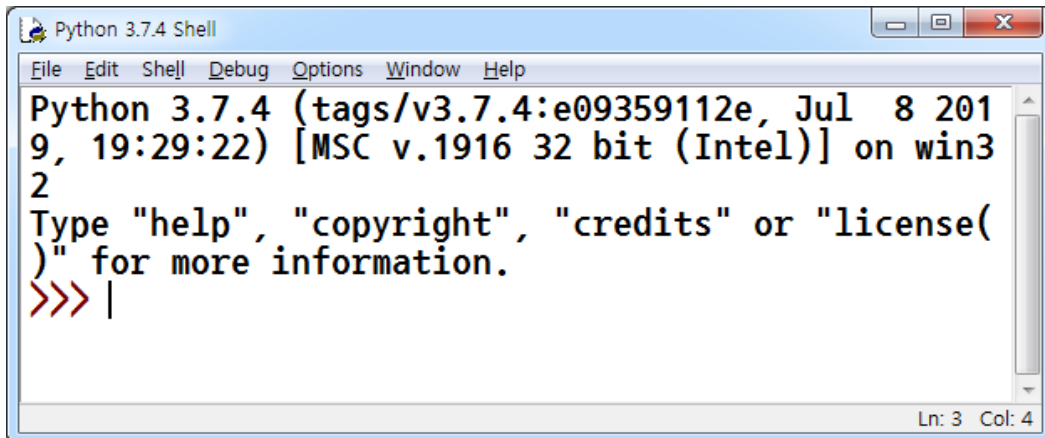 Python 3.7.4 Shell
File Edit Shell Debug Options Window Help
Python 3.7.4 (tags/v3.7.4:e09359112e, Jul  8 201
9, 19:29:22) [MSC v.1916 32 bit (Intel)] on win3
2
Type "help", "copyright", "credits" or "license(
)" for more information.
>>>
Ln: 3 Col: 4